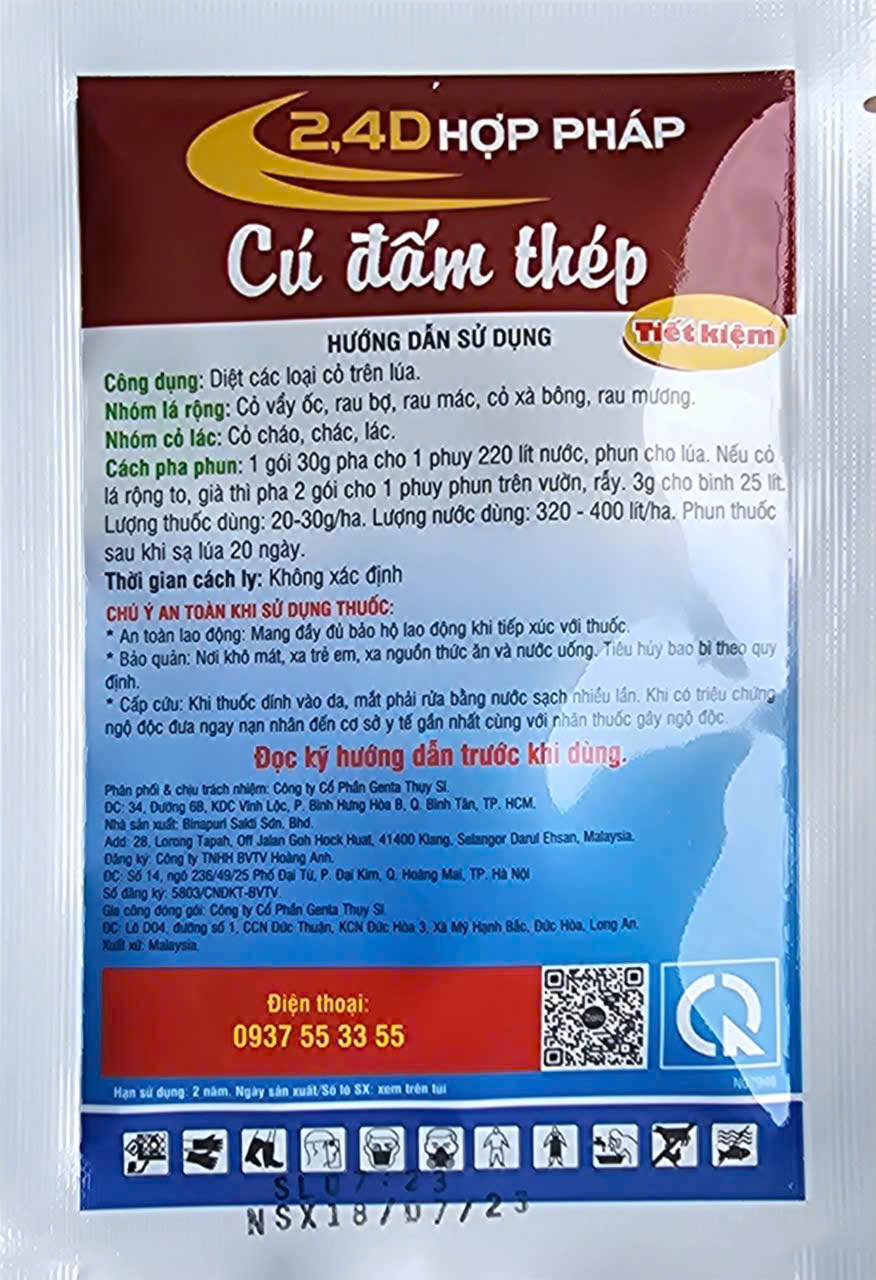 2,4D HỢP PHÁP
Cú đấm thép
Tiết kiệm
HƯỚNG DẪN SỬ DỤNG
Công dụng: Diệt các loại cỏ trên lúa.
Nhóm lá rộng: Cỏ vẩy ốc, rau bợ, rau mác, cỏ xà bông, rau mương.
Nhóm cỏ lác: Cỏ cháo, chác, lác.
Cách pha phun: 1 gói 30g pha cho 1 phuy 220 lít nước, phun cho lúa. Nếu cỏ
lá rộng to, già thì pha 2 gói cho 1 phuy phun trên vườn, rẫy. 3g cho bình 25 lít.
Lượng thuốc dùng: 20-30g/ha. Lượng nước dùng: 320 - 400 lít/ha. Phun thuốc
sau khi sạ lúa 20 ngày.
Thời gian cách ly: Không xác định
CHÚ Ý AN TOÀN KHI SỬ DỤNG THUỐC:
* An toàn lao động: Mang đầy đủ bảo hộ lao động khi tiếp xúc với thuốc.
* Bảo quản: Nơi khô mát, xa trẻ em, xa nguồn thức ăn và nước uống. Tiêu hủy bao bì theo quy
định.
* Cấp cứu: Khi thuốc dính vào da, mắt phải rửa bằng nước sạch nhiều lần. Khi có triệu chứng
ngộ độc đưa ngay nạn nhân đến cơ sở y tế gần nhất cùng với nhãn thuốc gây ngộ độc.
Đọc kỹ hướng dẫn trước khi dùng.
Phân phối & chịu trách nhiệm: Công ty Cổ Phần Genta Thụy Sĩ.
ĐC: 34, Đường 6B, KDC Vĩnh Lộc, P. Bình Hưng Hòa B, Q. Bình Tân, TP. HCM.
Nhà sản xuất: Binapuri Sakti Sdn. Bhd.
Add: 28, Lorong Tapah, Off Jalan Goh Hock Huat, 41400 Klang, Selangor Darul Ehsan, Malaysia.
Đăng ký: Công ty TNHH BVTV Hoàng Anh.
ĐC: Số 14, ngõ 236/49/25 Phố Đại Từ, P. Đại Kim, Q. Hoàng Mai, TP. Hà Nội
Số đăng ký: 5803/CNĐKT-BVTV.
Gia công đóng gói: Công ty Cổ Phần Genta Thụy Sĩ.
ĐC: Lô D04, đường số 1, CCN Đức Thuận, KCN Đức Hòa 3, Xã Mỹ Hạnh Bắc, Đức Hòa, Long An.
Xuất xứ: Malaysia.
Điện thoại:
0937 55 33 55
Hạn sử dụng: 2 năm. Ngày sản xuất/Số lô SX: xem trên túi
SL07:23
NSX18/07/23